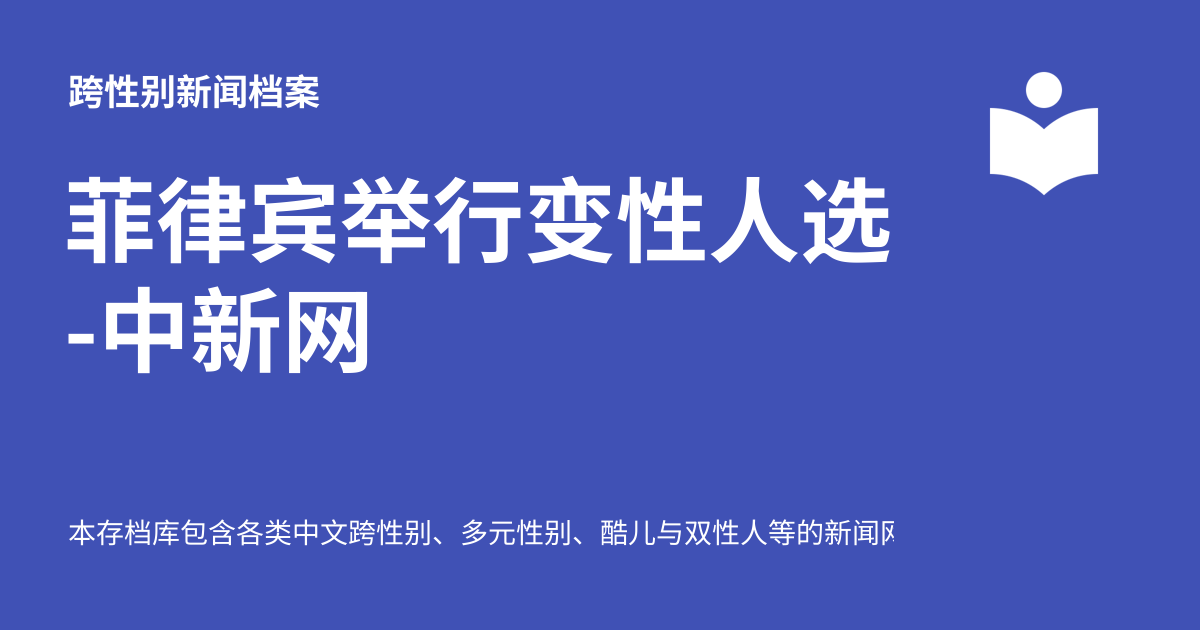 跨性别新闻档案
菲律宾举行变性人选
-中新网
本存档库包含各类中文跨性别、多元性别、酷儿与双性人等的新闻